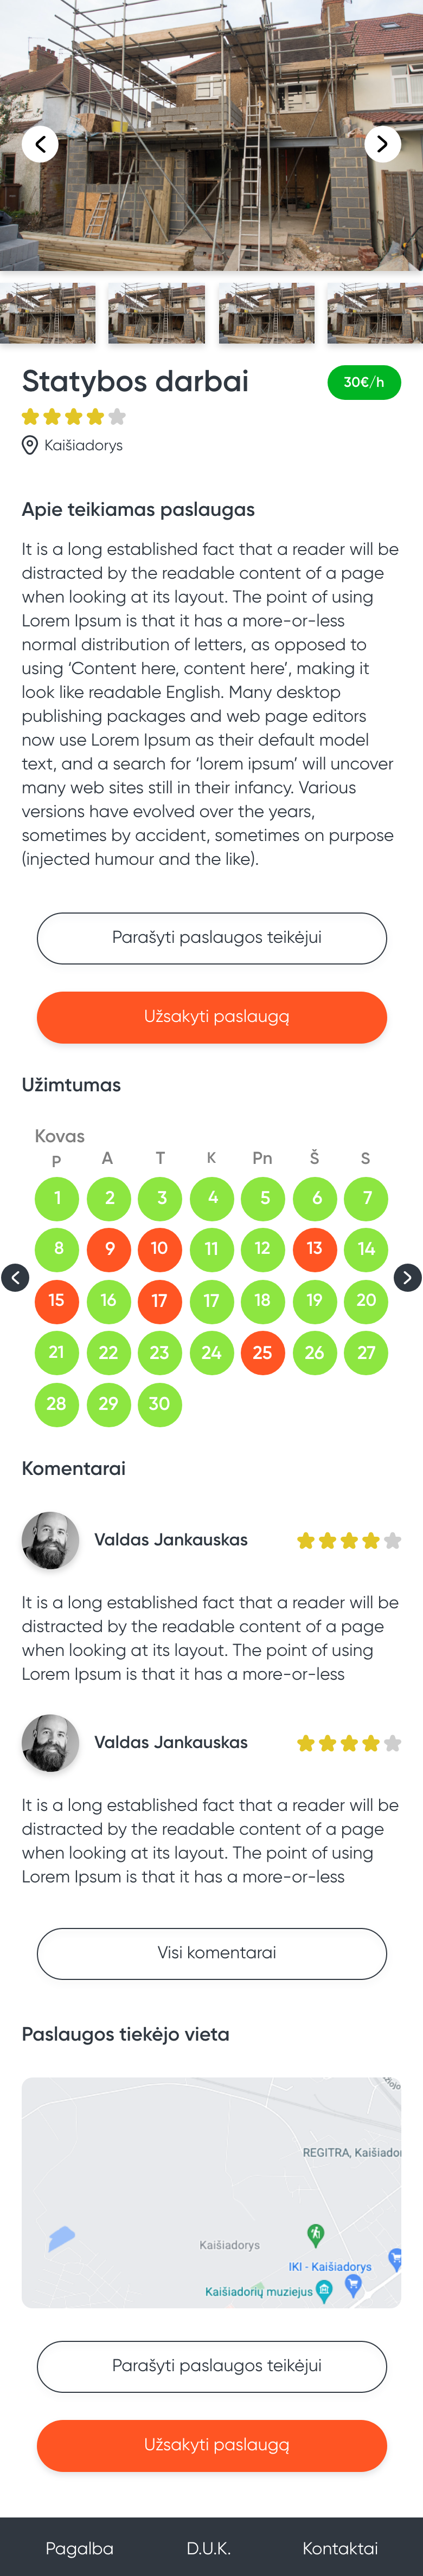 Statybos darbai
30€/h
Kaišiadorys
Apie teikiamas paslaugas
It is a long established fact that a reader will be
distracted by the readable content of a page
when looking at its layout. The point of using
Lorem Ipsum is that it has a more-or-less
normal distribution of letters, as opposed to
using ‘Content here, content here’, making it
look like readable English. Many desktop
publishing packages and web page editors
now use Lorem Ipsum as their default model
text, and a search for ‘lorem ipsum’ will uncover
many web sites still in their infancy. Various
versions have evolved over the years,
sometimes by accident, sometimes on purpose
(injected humour and the like).
Parašyti paslaugos teikėjui
Užsakyti paslaugą
Užimtumas
Kovas
P A T K Pn Š S
1 2 3 4 5 6 7
8 9 10 11 12 13 14
15 16 17 17 18 19 20
21 22 23 24 25 26 27
28 29 30
Komentarai
Valdas Jankauskas
It is a long established fact that a reader will be
distracted by the readable content of a page
when looking at its layout. The point of using
Lorem Ipsum is that it has a more-or-less
Valdas Jankauskas
It is a long established fact that a reader will be
distracted by the readable content of a page
when looking at its layout. The point of using
Lorem Ipsum is that it has a more-or-less
Visi komentarai
Paslaugos tiekėjo vieta
REGITRA, Kaišiador
Kaišiadorys
IKI - Kaišiadorys
Kaišiadorių muziejus
Parašyti paslaugos teikėjui
Užsakyti paslaugą
Pagalba D.U.K. Kontaktai